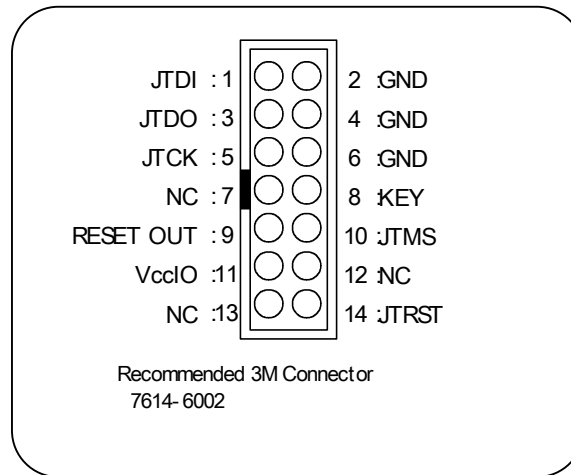 JTDI :1 2 :GND
JTDO :3 4 :GND
JTCK :5 6 :GND
NC :7 8 :KEY
RESET OUT :9 10 :JTMS
VccIO :11 12 :NC
NC :13 14 :JTRST
Recommended 3M Connector
7614-6002